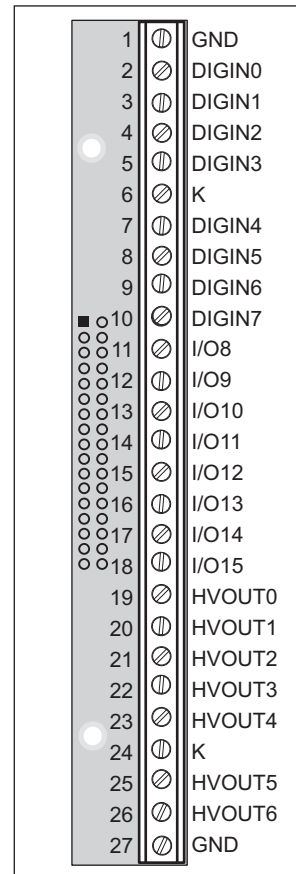 1 GND
2 DIGIN0
3 DIGIN1
4 DIGIN2
5 DIGIN3
6 K
7 DIGIN4
8 DIGIN5
9 DIGIN6
10 DIGIN7
11 I/O8
12 I/O9
13 I/O10
14 I/O11
15 I/O12
16 I/O13
17 I/O14
18 I/O15
19 HVOUT0
20 HVOUT1
21 HVOUT2
22 HVOUT3
23 HVOUT4
24 K
25 HVOUT5
26 HVOUT6
27 GND